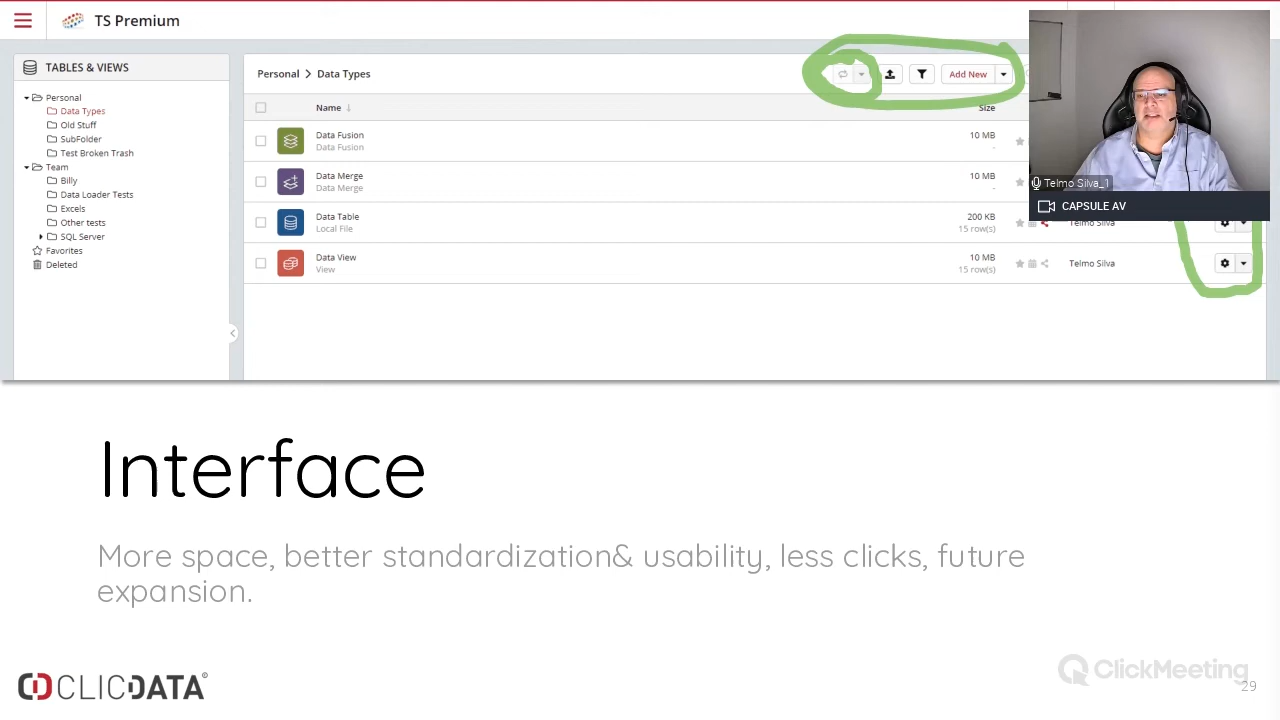 TS Premium
TABLES & VIEWS
Personal
Data Types
Old Stuff
SubFolder
Test Broken Trash
Team
Billy
Data Loader Tests
Excels
Other tests
SQL Server
Favorites
Deleted
Personal > Data Types
Add New
Name Size
Data Fusion 10 MB
Data Fusion -
Data Merge 10 MB
Data Merge -
Data Table 200 KB
Local File 15 row(s)
Telmo Silva
Data View 10 MB
View 15 row(s)
Telmo Silva
Telmo Silva_1
CAPSULE AV
Interface
More space, better standardization& usability, less clicks, future
expansion.
CLICDATA®
ClickMeeting
29